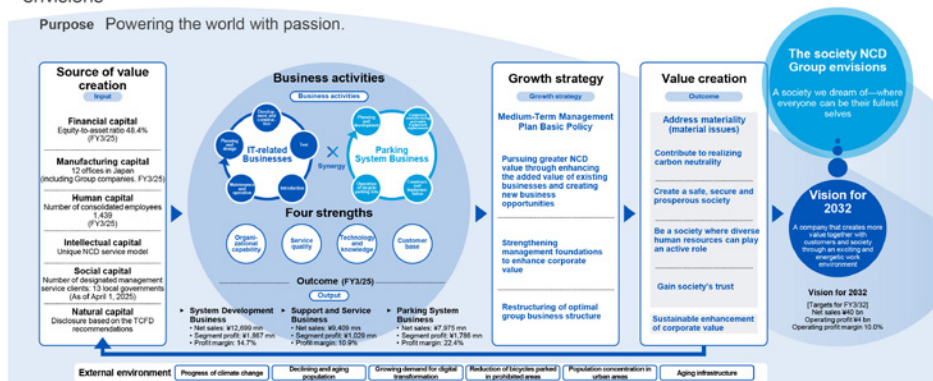 envisions
Purpose Powering the world with passion.
Source of value
creation
Input
Financial capital
Equity-to-asset ratio 48.4%
(FY3/25)
Manufacturing capital
12 offices in Japan
(including Group companies. FY3/25)
Human capital
Number of consolidated employees
1,439
(FY3/25)
Intellectual capital
Unique NCD service model
Social capital
Number of designated management
service clients: 13 local governments
(As of April 1, 2025)
Natural capital
Disclosure based on the TCFD
recommendations
Business activities
Business activities
IT-related
Businesses
Planning
and
design
Test
Introduction
Maintenance
and
operation
Synergy
Parking
System Business
Planning and
development
Four strengths
Organi-
zational
capability
Service
quality
Technology
and
knowledge
Customer
base
Outcome (FY3/25)
Output
System Development
Business
• Net sales: ¥12,699 mn
• Segment profit: ¥1,867 mn
• Profit margin: 14.7%
Support and Service
Business
• Net sales: ¥9,409 mn
• Segment profit: ¥1,029 mn
• Profit margin: 10.9%
Parking System
Business
• Net sales: ¥7,975 mn
• Segment profit: ¥1,786 mn
• Profit margin: 22.4%
Growth strategy
Growth strategy
Medium-Term Management
Plan Basic Policy
Pursuing greater NCD
value through enhancing
the added value of existing
businesses and creating
new business
opportunities
Strengthening
management foundations
to enhance corporate
value
Restructuring of optimal
group business structure
Value creation
Outcome
Address materiality
(material issues)
Contribute to realizing
carbon neutrality
Create a safe, secure and
prosperous society
Be a society where diverse
human resources can play
an active role
Gain society's trust
Sustainable enhancement
of corporate value
The society NCD
Group envisions
A society we dream of—where
everyone can be their fullest
selves
Vision for
2032
A company that creates more
value together with
customers and society
through an exciting and
energetic work
environment
Vision for 2032
[Targets for FY3/32]
Net sales ¥40 bn
Operating profit ¥4 bn
Operating profit margin 10.0%
External environment
Progress of climate change
Declining and aging
population
Growing demand for digital
transformation
Reduction of bicycles parked
in prohibited areas
Population concentration in
urban areas
Aging infrastructure